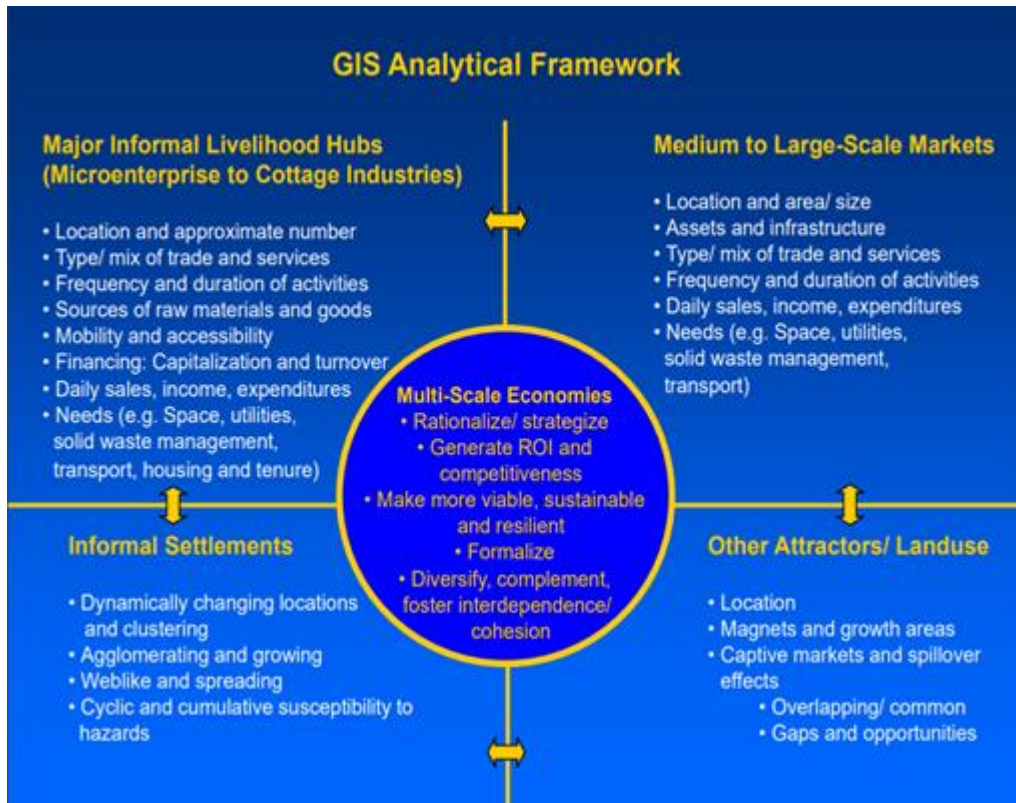 GIS Analytical Framework
Major Informal Livelihood Hubs
(Microenterprise to Cottage Industries)
• Location and approximate number
• Type/ mix of trade and services
• Frequency and duration of activities
• Sources of raw materials and goods
• Mobility and accessibility
• Financing: Capitalization and turnover
• Daily sales, income, expenditures
• Needs (e.g. Space, utilities,
solid waste management,
transport, housing and tenure)
Medium to Large-Scale Markets
• Location and area/ size
• Assets and infrastructure
• Type/ mix of trade and services
• Frequency and duration of activities
• Daily sales, income, expenditures
• Needs (e.g. Space, utilities,
solid waste management,
transport)
Multi-Scale Economies
• Rationalize/ strategize
• Generate ROI and
competitiveness
• Make more viable, sustainable
and resilient
• Formalize
• Diversify, complement,
foster interdependence/
cohesion
Informal Settlements
• Dynamically changing locations
and clustering
• Agglomerating and growing
• Weblike and spreading
• Cyclic and cumulative susceptibility to
hazards
Other Attractors/ Landuse
• Location
• Magnets and growth areas
• Captive markets and spillover
effects
• Overlapping/ common
• Gaps and opportunities